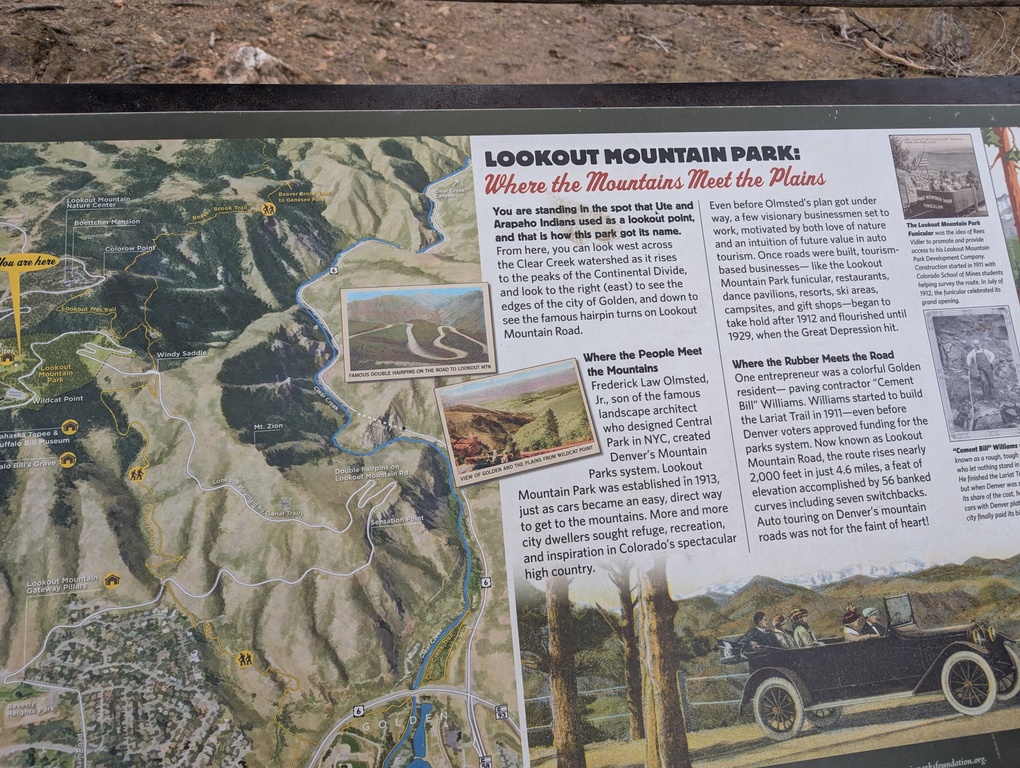 LOOKOUT MOUNTAIN PARK:
Where the Mountains Meet the Plains
You are standing in the spot that Ute and
Arapaho Indians used as a lookout point,
and that is how this park got its name.
From here, you can look west across
the Clear Creek watershed as it rises
to the peaks of the Continental Divide,
and look to the right (east) to see the
edges of the city of Golden, and down to
see the famous hairpin turns on Lookout
Mountain Road.
Where the People Meet
the Mountains
Frederick Law Olmsted,
Jr., son of the famous
landscape architect
who designed Central
Park in NYC, created
Denver's Mountain
Parks system. Lookout
Mountain Park was established in 1913,
just as cars became an easy, direct way
to get to the mountains. More and more
city dwellers sought refuge, recreation,
and inspiration in Colorado's spectacular
high country.
Even before Olmsted's plan got under
way, a few visionary businessmen set to
work, motivated by both love of nature
and an intuition of future value in auto
tourism. Once roads were built, tourism-
based businesses— like the Lookout
Mountain Park funicular, restaurants,
dance pavilions, resorts, ski areas,
campsites, and gift shops—began to
take hold after 1912 and flourished until
1929, when the Great Depression hit.
Where the Rubber Meets the Road
One entrepreneur was a colorful Golden
resident— paving contractor "Cement
Bill" Williams. Williams started to build
the Lariat Trail in 1911—even before
Denver voters approved funding for the
parks system. Now known as Lookout
Mountain Road, the route rises nearly
2,000 feet in just 4.6 miles, a feat of
elevation accomplished by 56 banked
curves including seven switchbacks.
Auto touring on Denver's mountain
roads was not for the faint of heart!
The Lookout Mountain Park
Funicular was the idea of Rees
Vidler to promote and provide
access to his Lookout Mountain
Park Development Company.
Construction started in 1911 with
Colorado School of Mines students
helping survey the route. In July of
1912, the funicular celebrated its
grand opening.
"Cement Bill" Williams
known as a rough, tough
who let nothing stand in
He finished the Lariat Tr
but when Denver was s
its share of the cost, h
cars with Denver plat
city finally paid its bi
FAMOUS DOUBLE HAIRPINS ON THE ROAD TO LOOKOUT MTN
VIEW OF GOLDEN AND THE PLAINS FROM WILDCAT POINT
Lookout Mountain
Nature Center
Boettcher Mansion
Colorow Point
Beaver Brook Trail
Beaver Brook Trail
to Genesee Park
Clear Creek
Canyon
6
You are here
Lookout Mtn Trail
Lookout
Mountain
Park
Windy Saddle
Wildcat Point
Pahaska Tepee &
Buffalo Bill Museum
Buffalo Bill's Grave
Mt. Zion
Clear Creek
Double hairpins on
Lookout Mountain Rd.
Sensation Point
Lookout Mountain
Gateway Pillars
6
Beverly
Heights Park
6
GOLDEN
93
parksfoundation.org.